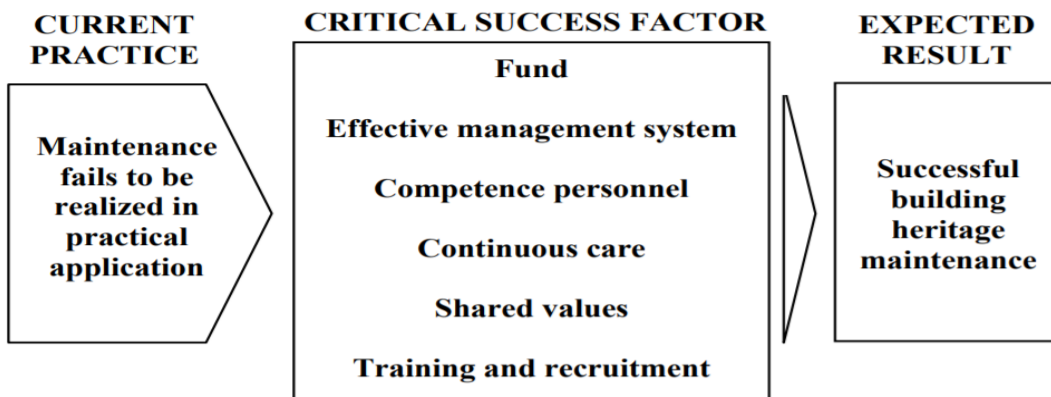 CURRENT
PRACTICE
Maintenance
fails to be
realized in
practical
application
CRITICAL SUCCESS FACTOR
Fund
Effective management system
Competence personnel
Continuous care
Shared values
Training and recruitment
EXPECTED
RESULT
Successful
building
heritage
maintenance